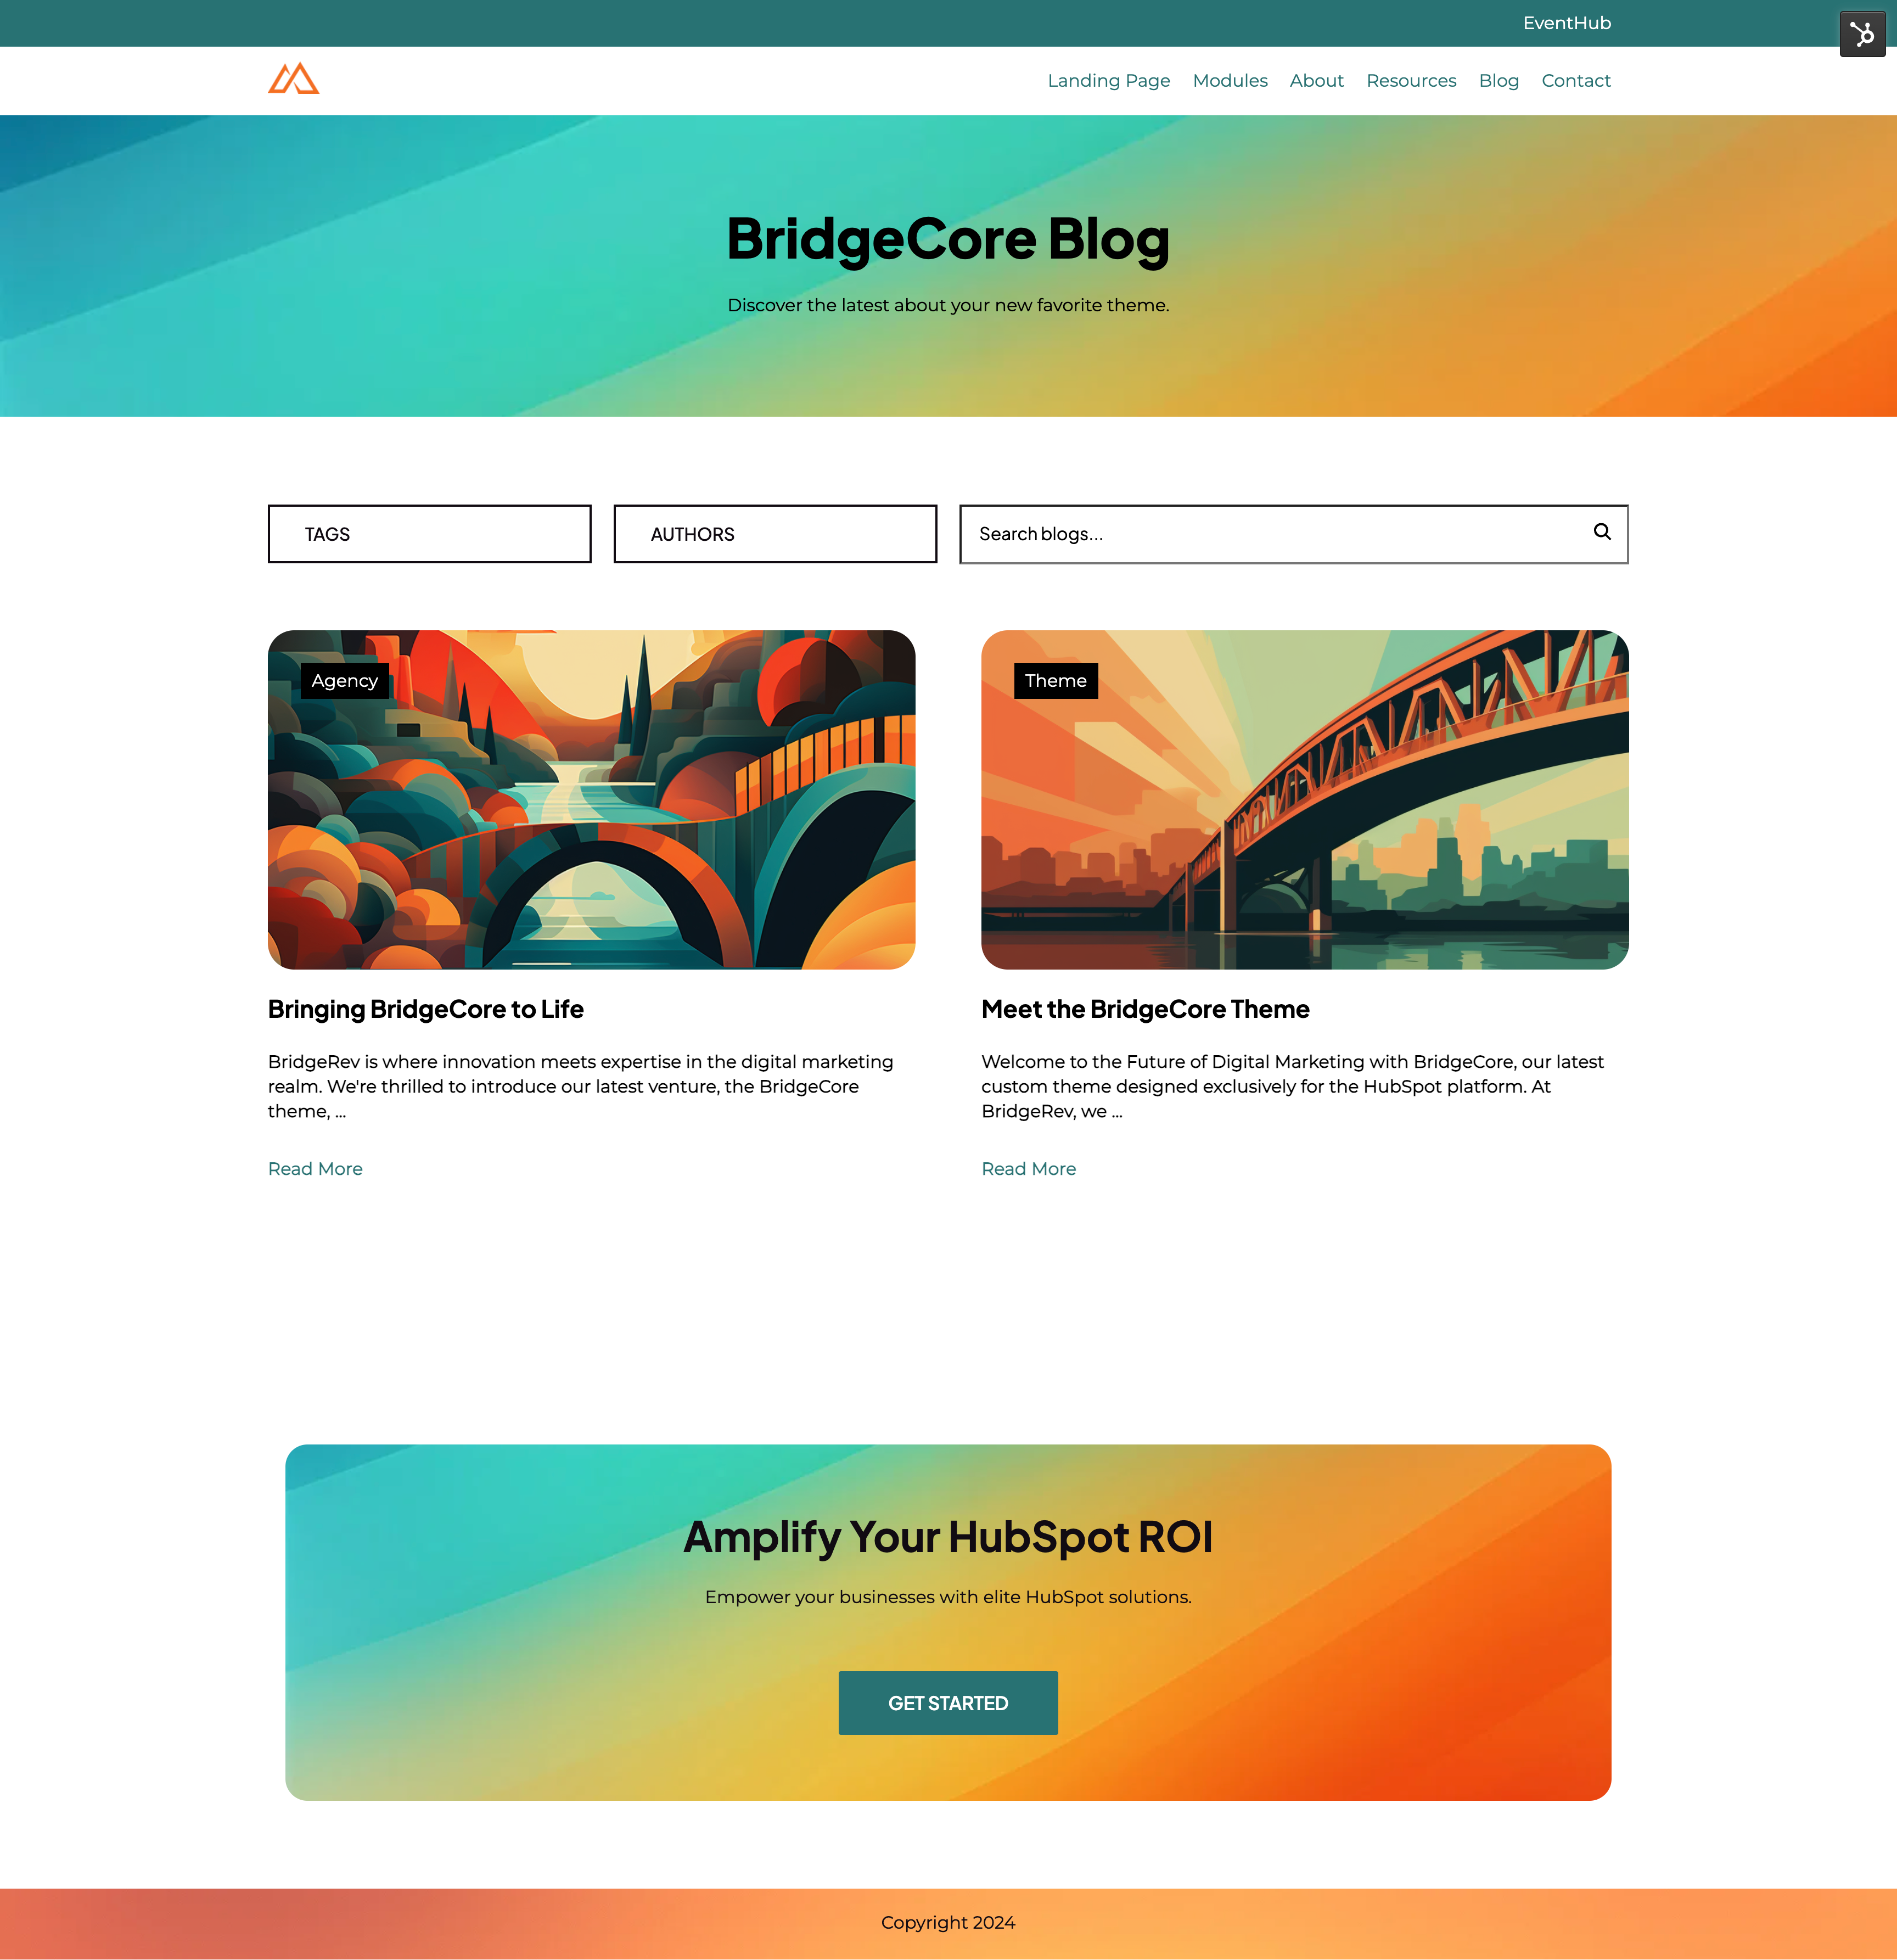 EventHub
Landing Page Modules About Resources Blog Contact
BridgeCore Blog
Discover the latest about your new favorite theme.
TAGS
AUTHORS
Search blogs...
Agency
Bringing BridgeCore to Life
BridgeRev is where innovation meets expertise in the digital marketing
realm. We're thrilled to introduce our latest venture, the BridgeCore
theme, ...
Read More
Theme
Meet the BridgeCore Theme
Welcome to the Future of Digital Marketing with BridgeCore, our latest
custom theme designed exclusively for the HubSpot platform. At
BridgeRev, we ...
Read More
Amplify Your HubSpot ROI
Empower your businesses with elite HubSpot solutions.
GET STARTED
Copyright 2024